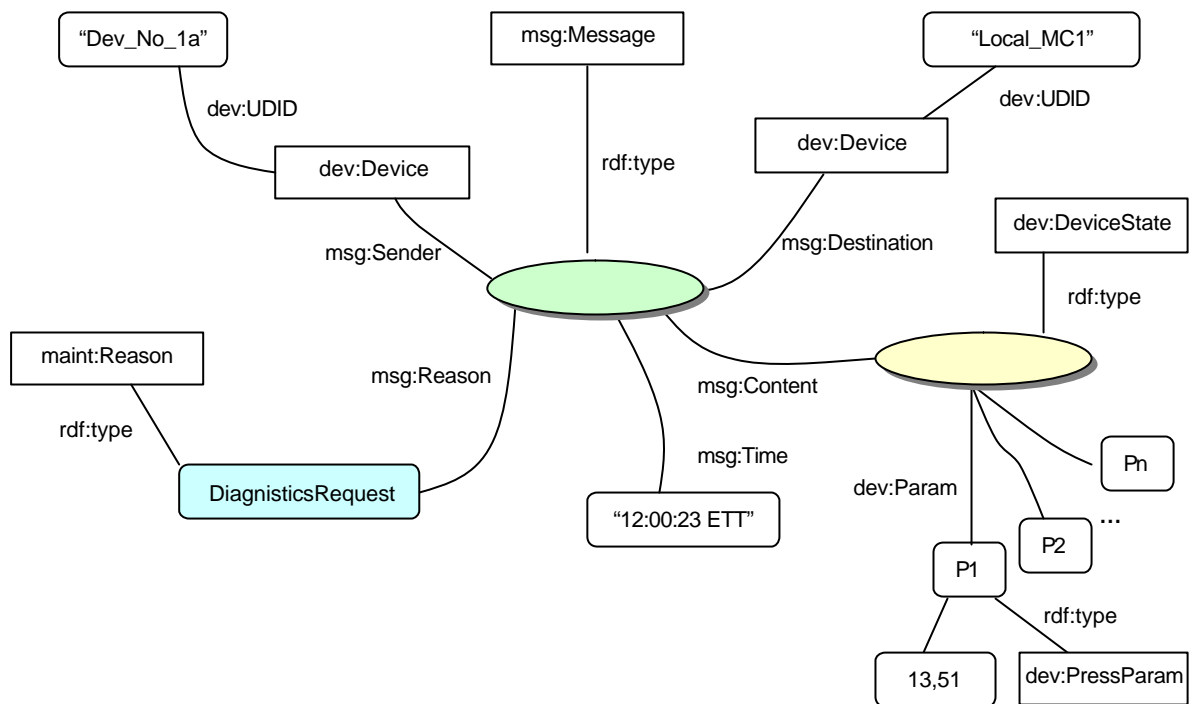 “Dev_No_1a”
msg:Message
“Local_MC1”
dev:UDID
dev:UDID
dev:Device
rdf:type
dev:Device
msg:Sender
msg:Destination
dev:DeviceState
rdf:type
maint:Reason
msg:Reason
msg:Content
rdf:type
msg:Time
DiagnisticsRequest
“12:00:23 ETT”
dev:Param
Pn
P2
...
P1
rdf:type
13,51
dev:PressParam